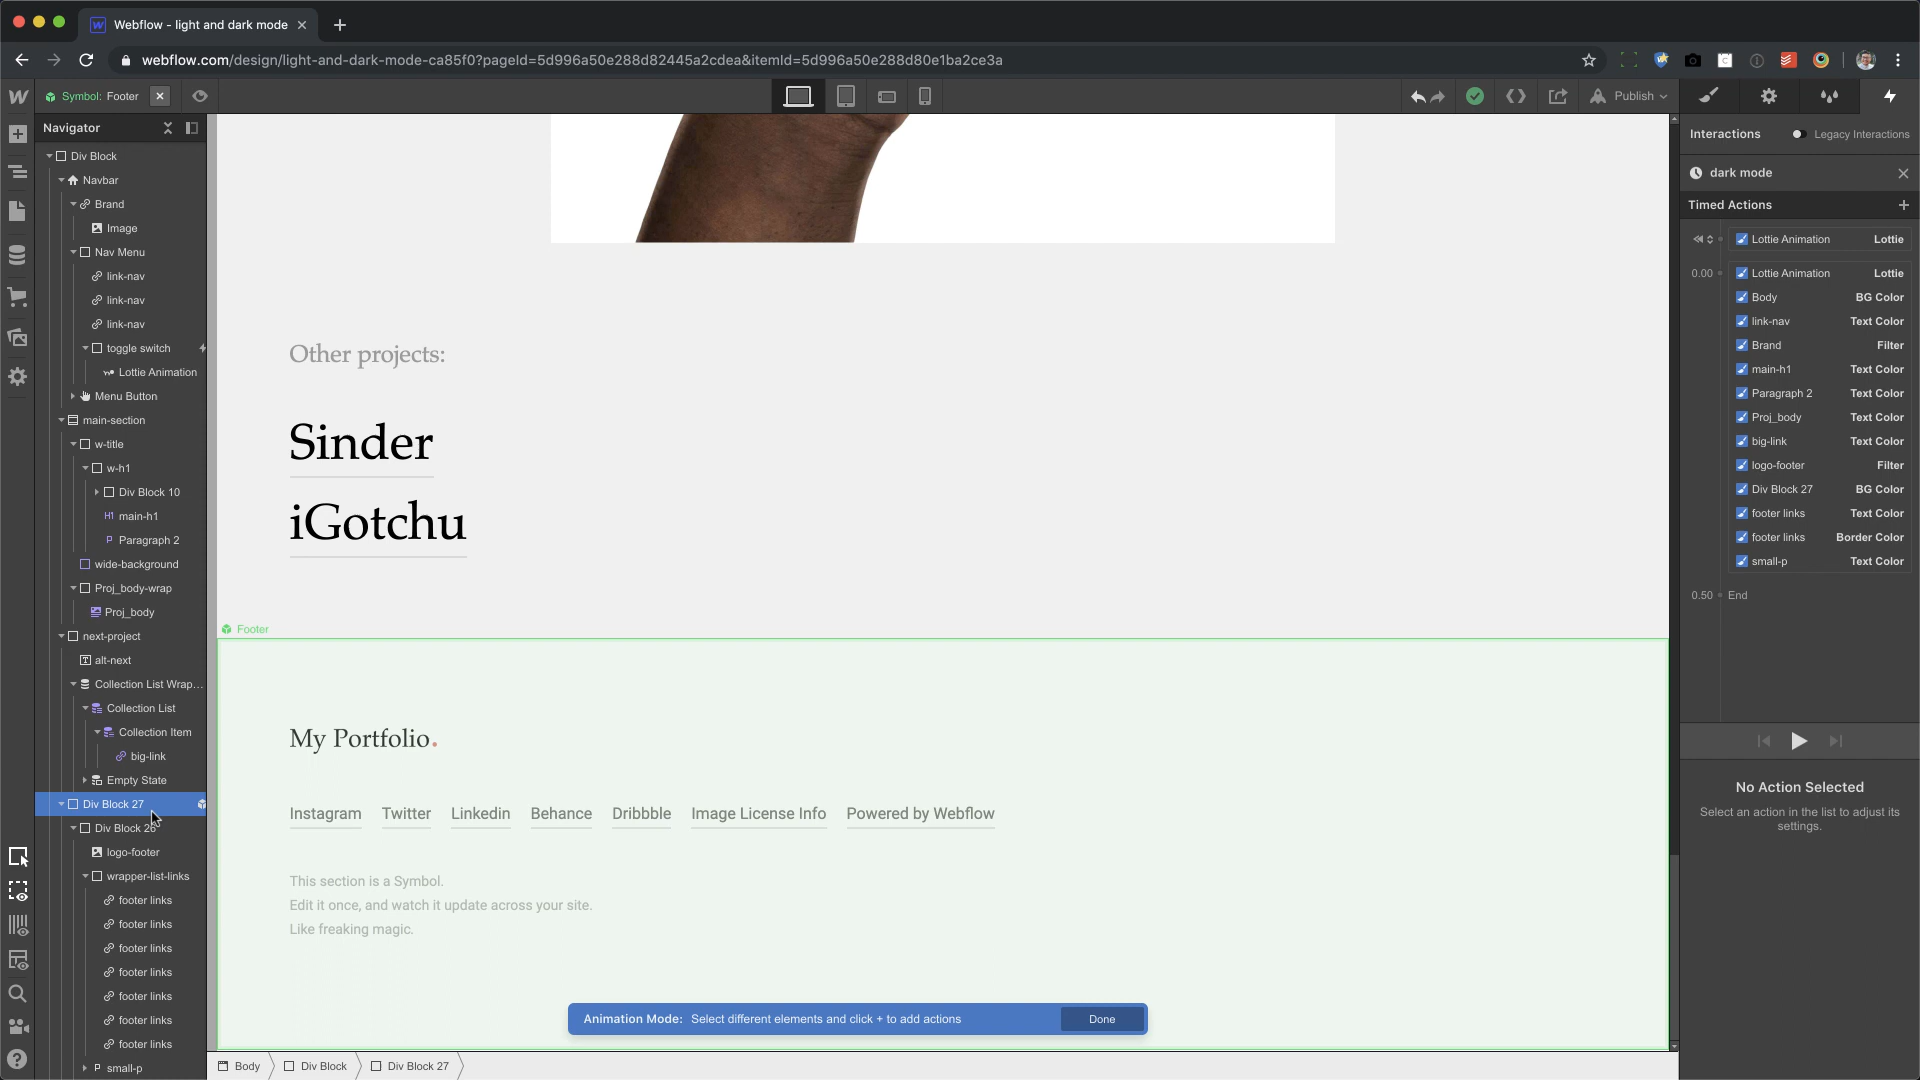 Webflow - light and dark mode
webflow.com/design/light-and-dark-mode-ca85f0?pageId=5d996a50e288d82445a2cdea&itemId=5d996a50e288d80e1ba2ce3a
Symbol: Footer
Publish
Navigator
Div Block
Navbar
Brand
Image
Nav Menu
link-nav
link-nav
link-nav
toggle switch
Lottie Animation
Menu Button
main-section
w-title
w-h1
Div Block 10
H1 main-h1
P Paragraph 2
wide-background
Proj_body-wrap
Proj_body
next-project
alt-next
Collection List Wrap...
Collection List
Collection Item
big-link
Empty State
Div Block 27
Div Block 26
logo-footer
wrapper-list-links
footer links
footer links
footer links
footer links
footer links
footer links
footer links
P small-p
Other projects:
Sinder
iGotchu
Footer
My Portfolio.
Instagram Twitter Linkedin Behance Dribbble Image License Info Powered by Webflow
This section is a Symbol.
Edit it once, and watch it update across your site.
Like freaking magic.
Animation Mode: Select different elements and click + to add actions Done
Body Div Block Div Block 27
Interactions Legacy Interactions
dark mode
Timed Actions
Lottie Animation Lottie
0.00 Lottie Animation Lottie
Body BG Color
link-nav Text Color
Brand Filter
main-h1 Text Color
Paragraph 2 Text Color
Proj_body Text Color
big-link Text Color
logo-footer Filter
Div Block 27 BG Color
footer links Text Color
footer links Border Color
small-p Text Color
0.50 End
No Action Selected
Select an action in the list to adjust its
settings.